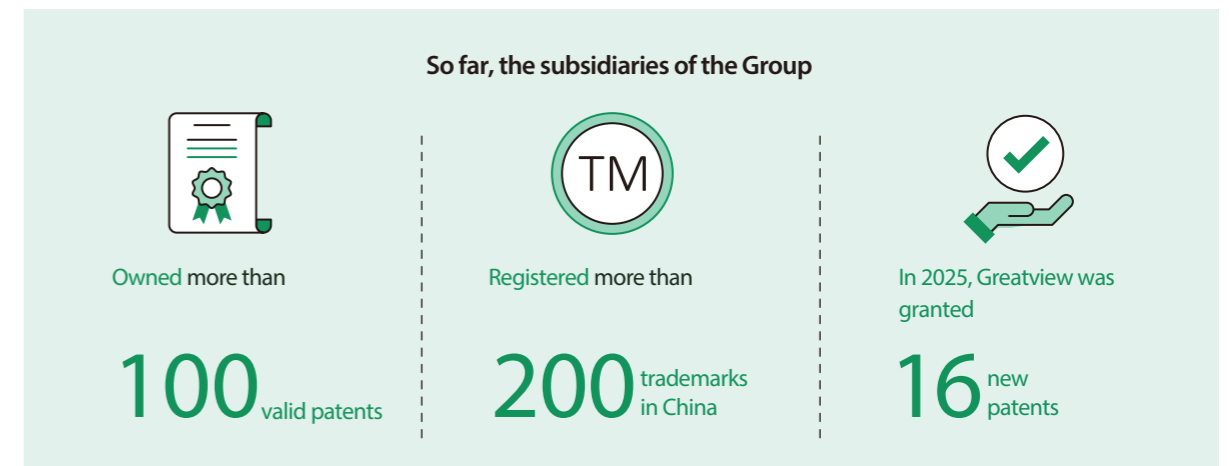 So far, the subsidiaries of the Group
Owned more than
100 valid patents
TM
Registered more than
200 trademarks
in China
In 2025, Greatview was
granted
16 new
patents